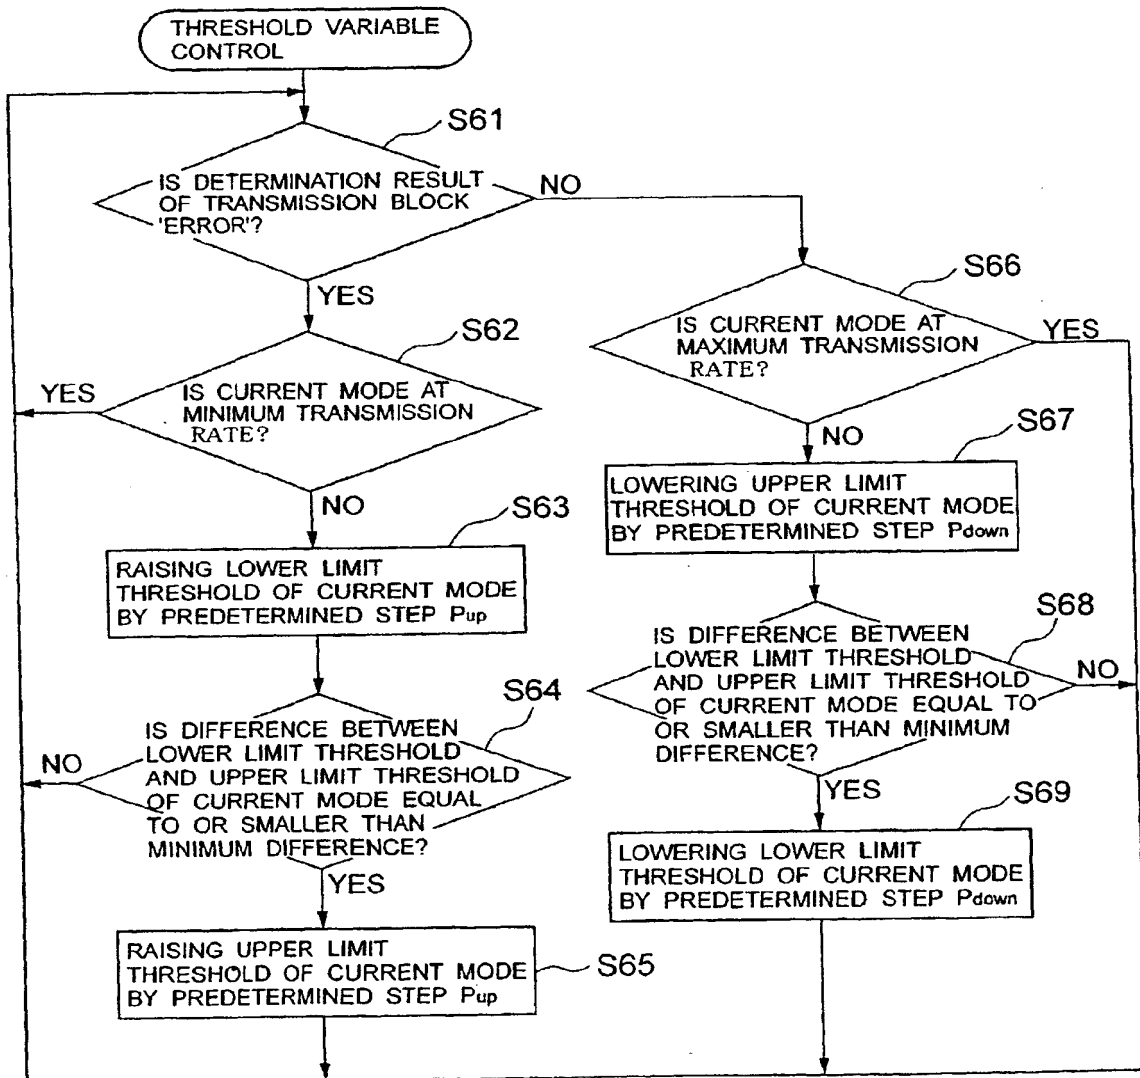 THRESHOLD VARIABLE
CONTROL
S61
IS DETERMINATION RESULT
OF TRANSMISSION BLOCK
'ERROR'?
NO
YES
S62
IS CURRENT MODE AT
MINIMUM TRANSMISSION
RATE?
YES
NO
S63
RAISING LOWER LIMIT
THRESHOLD OF CURRENT MODE
BY PREDETERMINED STEP Pup
S64
IS DIFFERENCE BETWEEN
LOWER LIMIT THRESHOLD
AND UPPER LIMIT THRESHOLD
OF CURRENT MODE EQUAL
TO OR SMALLER THAN
MINIMUM DIFFERENCE?
NO
YES
RAISING UPPER LIMIT
THRESHOLD OF CURRENT MODE
BY PREDETERMINED STEP Pup
S65
S66
IS CURRENT MODE AT
MAXIMUM TRANSMISSION
RATE?
YES
NO
S67
LOWERING UPPER LIMIT
THRESHOLD OF CURRENT MODE
BY PREDETERMINED STEP Pdown
S68
IS DIFFERENCE BETWEEN
LOWER LIMIT THRESHOLD
AND UPPER LIMIT THRESHOLD
OF CURRENT MODE EQUAL TO
OR SMALLER THAN MINIMUM
DIFFERENCE?
NO
YES
S69
LOWERING LOWER LIMIT
THRESHOLD OF CURRENT MODE
BY PREDETERMINED STEP Pdown